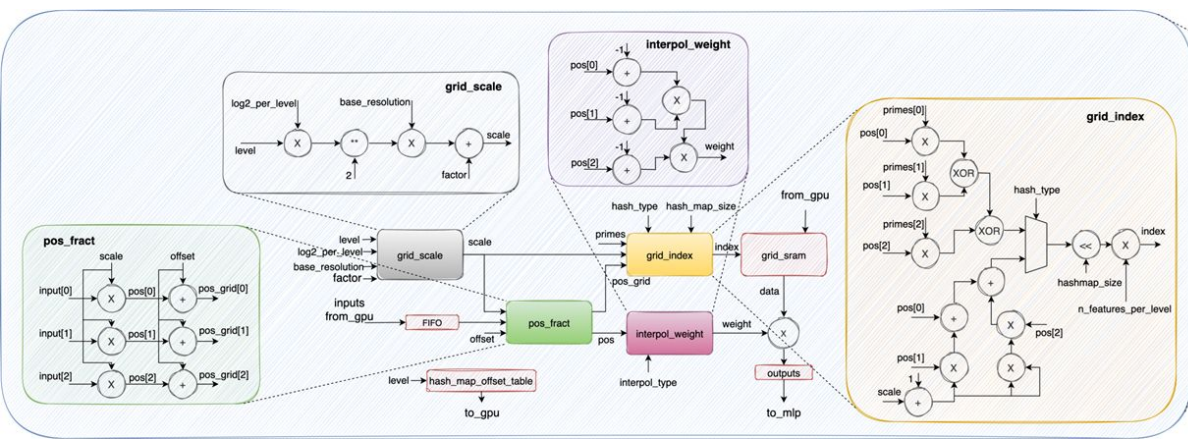 grid_scale
log2_per_level
base_resolution
level
X
**
X
+
scale
2
factor
interpol_weight
-1
pos[0]
+
-1
pos[1]
+
X
-1
pos[2]
+
X
weight
grid_index
primes[0]
pos[0]
X
primes[1]
pos[1]
X
XOR
primes[2]
pos[2]
X
XOR
hash_type
<<
X
index
hashmap_size
n_features_per_level
+
pos[0]
+
X
pos[2]
pos[1]
X
X
1
scale
+
pos_fract
scale
offset
input[0]
X
pos[0]
+
pos_grid[0]
input[1]
X
pos[1]
+
pos_grid[1]
input[2]
X
pos[2]
+
pos_grid[2]
level
log2_per_level
base_resolution
factor
grid_scale
scale
hash_type
hash_map_size
primes
grid_index
index
pos_grid
from_gpu
grid_sram
data
inputs
from_gpu
FIFO
offset
pos_fract
pos
interpol_weight
weight
X
interpol_type
outputs
to_mlp
level
hash_map_offset_table
to_gpu